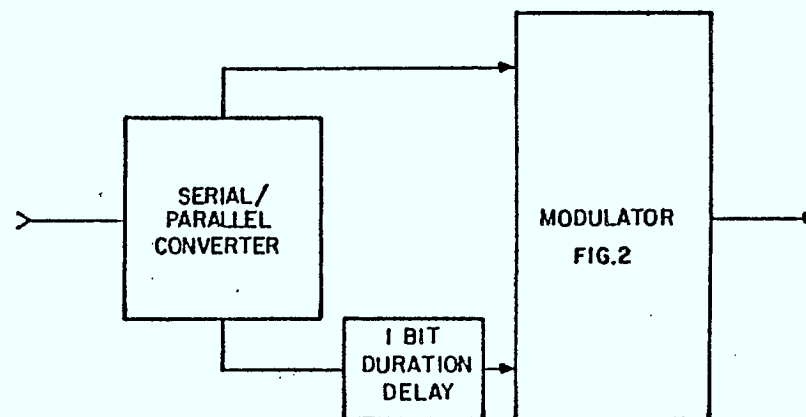 SERIAL/
PARALLEL
CONVERTER
MODULATOR
FIG.2
1 BIT
DURATION
DELAY